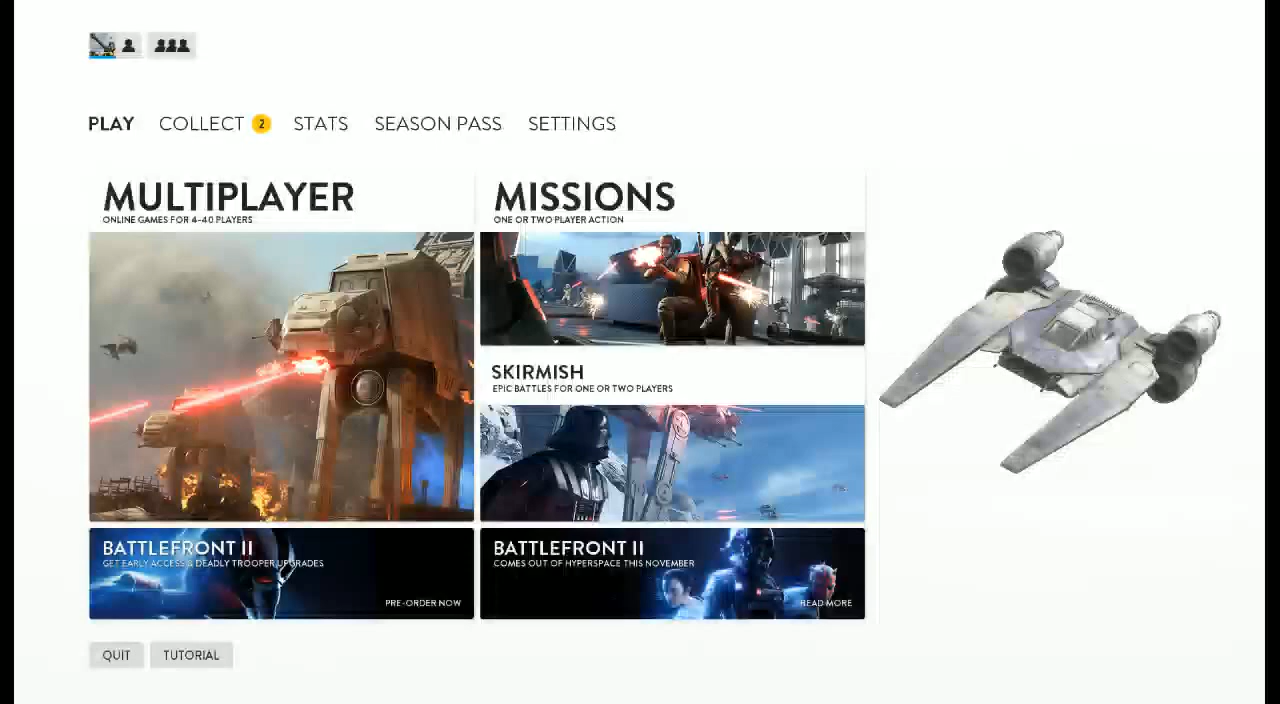 PLAY COLLECT 2 STATS SEASON PASS SETTINGS
MULTIPLAYER
ONLINE GAMES FOR 4-40 PLAYERS
MISSIONS
ONE OR TWO PLAYER ACTION
SKIRMISH
EPIC BATTLES FOR ONE OR TWO PLAYERS
BATTLEFRONT II
GET EARLY ACCESS & DEADLY TROOPER UPGRADES
PRE-ORDER NOW
BATTLEFRONT II
COMES OUT OF HYPERSPACE THIS NOVEMBER
READ MORE
QUIT TUTORIAL